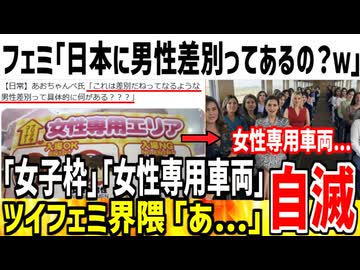 フェミ「日本に男性差別ってあるの？w」
【日常】あおちゃんぺ氏「これは差別だねってなるような
男性差別って具体的に何がある？？？」
女性専用エリア
入場OK
入場NG
女性専用車両…
「女子枠」「女性専用車両」
ツイフェミ界隈「あ…」
自滅